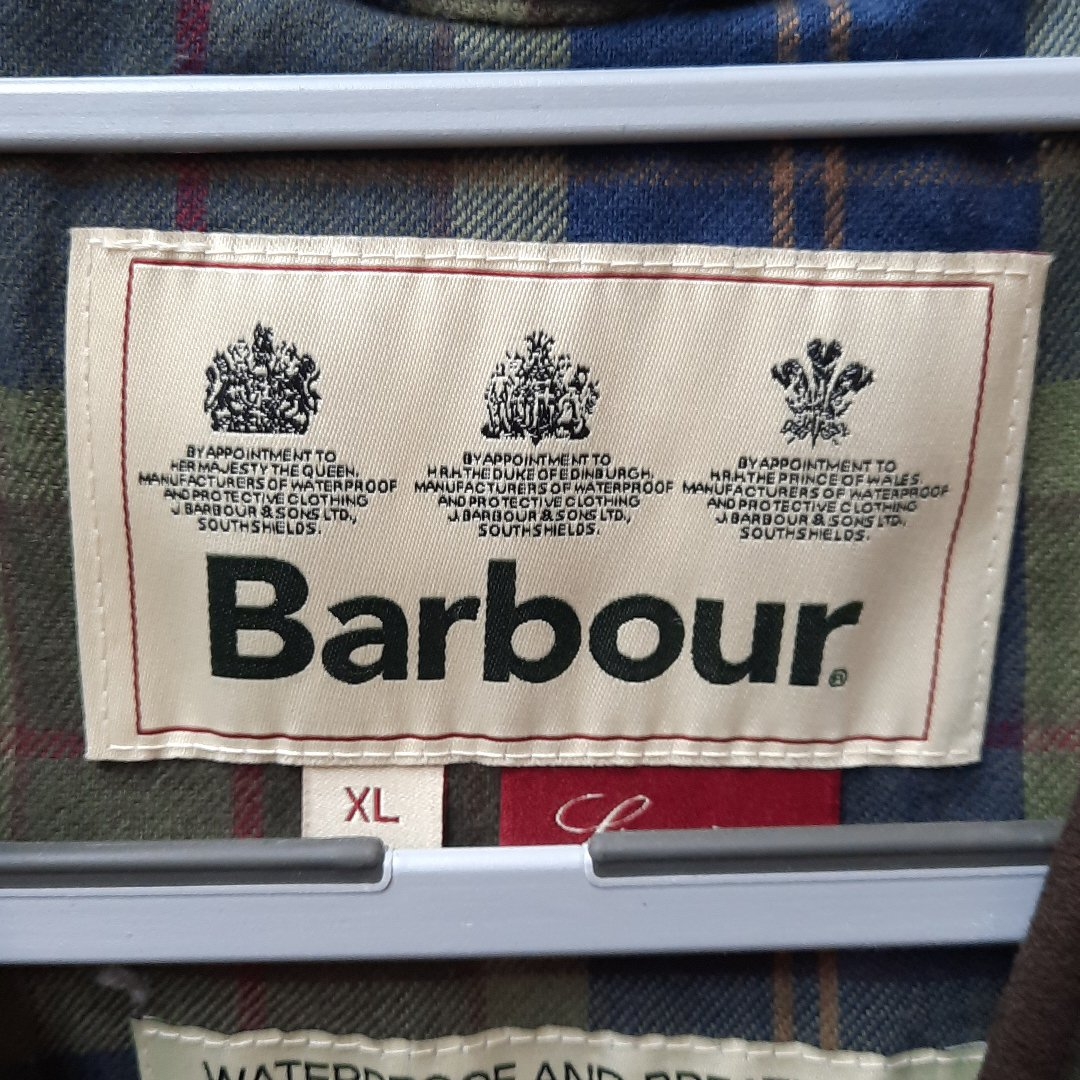 BY APPOINTMENT TO
HER MAJESTY THE QUEEN.
MANUFACTURERS OF WATERPROOF
AND PROTECTIVE CLOTHING
J. BARBOUR & SONS LTD.,
SOUTH SHIELDS.
BY APPOINTMENT TO
H.R.H. THE DUKE OF EDINBURGH.
MANUFACTURERS OF WATERPROOF
AND PROTECTIVE CLOTHING
J. BARBOUR & SONS LTD.,
SOUTH SHIELDS.
BY APPOINTMENT TO
H.R.H. THE PRINCE OF WALES.
MANUFACTURERS OF WATERPROOF
AND PROTECTIVE CLOTHING
J. BARBOUR & SONS LTD.,
SOUTH SHIELDS.
Barbour®
XL
WATERPROOF AND